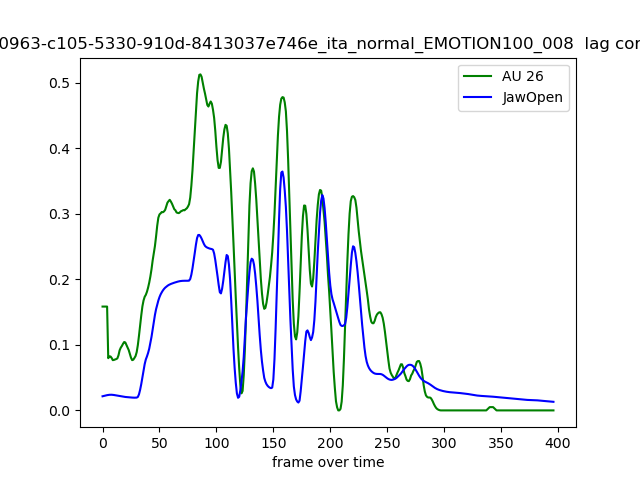 0963-c105-5330-910d-8413037e746e_ita_normal_EMOTION100_008 lag cor
AU 26
JawOpen
0.5
0.4
0.3
0.2
0.1
0.0
0 50 100 150 200 250 300 350 400
frame over time